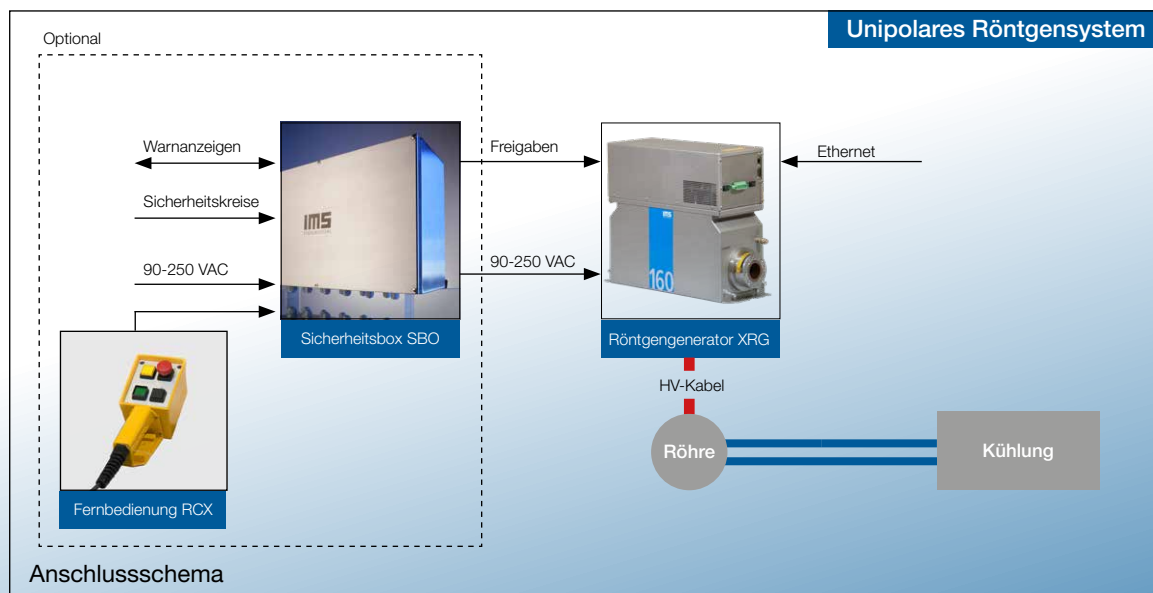 Unipolares Röntgensystem
Optional
Warnanzeigen
Freigaben
Ethernet
Sicherheitskreise
IMS
90-250 VAC
90-250 VAC
160
Sicherheitsbox SBO
Röntgengenerator XRG
HV-Kabel
Röhre
Kühlung
Fernbedienung RCX
Anschlussschema